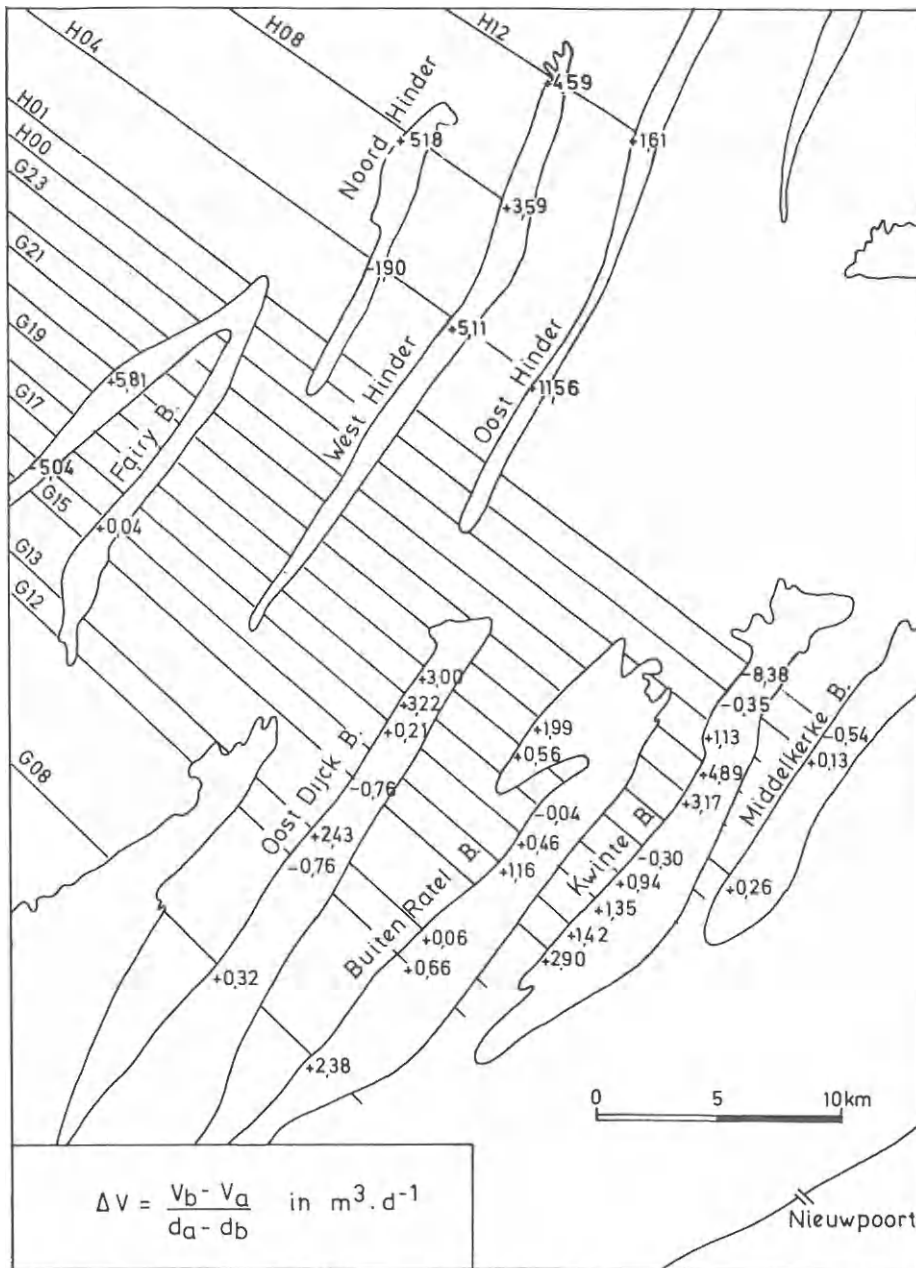 H04
H08
H12
H01
H00
G23
G21
G19
G17
G15
G13
G12
G08
Noord Hinder
+5,18
-1,90
+4,59
+3,59
+5,11
West Hinder
+1,61
+11,56
Oost Hinder
+5,81
-5,04
+0,04
Fairy B.
+3,00
+3,22
+0,21
-0,76
+2,43
-0,76
+0,32
Oost Dijck B.
+1,99
+0,56
-0,04
+0,46
+1,16
+0,06
+0,66
+2,38
Buiten Ratel B.
-8,38
-0,35
+1,13
+4,89
+3,17
-0,30
+0,94
+1,35
+1,42
+2,90
Kwinte B.
-0,54
+0,13
+0,26
Middelkerke B.
0 5 10km
Nieuwpoort
ΔV = (Vb - Va) / (da - db) in m³.d⁻¹